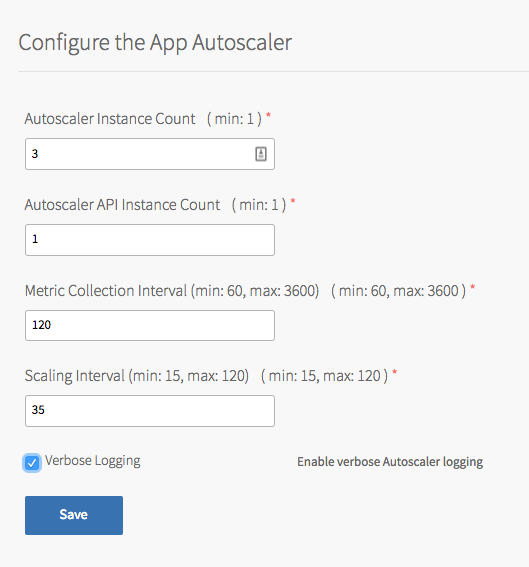 Configure the App Autoscaler
Autoscaler Instance Count ( min: 1 ) *
3
Autoscaler API Instance Count ( min: 1 ) *
1
Metric Collection Interval (min: 60, max: 3600) ( min: 60, max: 3600 ) *
120
Scaling Interval (min: 15, max: 120) ( min: 15, max: 120 ) *
35
Verbose Logging Enable verbose Autoscaler logging
Save